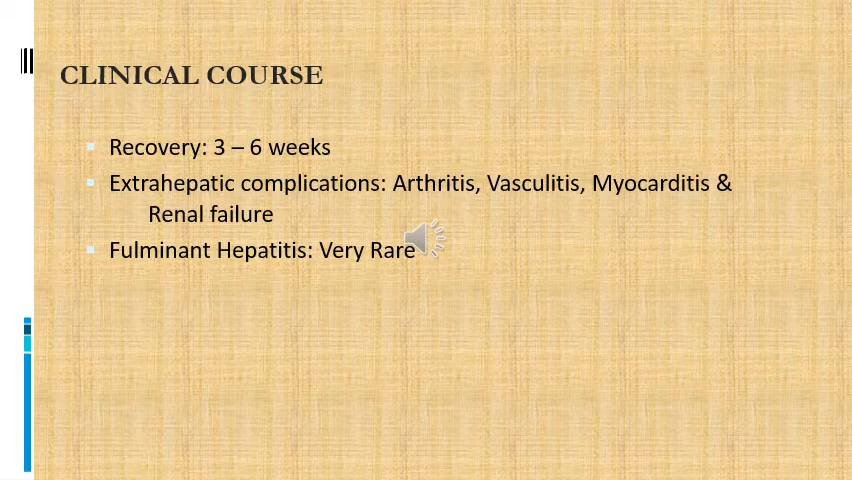 CLINICAL COURSE
Recovery: 3 – 6 weeks
Extrahepatic complications: Arthritis, Vasculitis, Myocarditis &
Renal failure
Fulminant Hepatitis: Very Rare